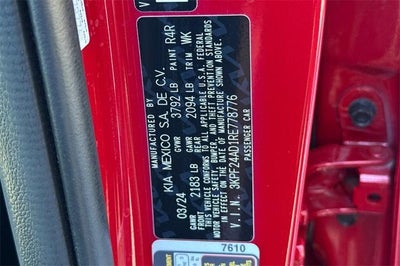 MANUFACTURED BY
KIA MEXICO S.A. DE C.V.
03/24 GVWR 3792 LB PAINT R4R
GAWR FRONT 2183 LB GAWR REAR 2094 LB TRIM WK
THIS VEHICLE CONFORMS TO ALL APPLICABLE U.S.A. FEDERAL
MOTOR VEHICLE SAFETY, BUMPER, AND THEFT PREVENTION STANDARDS
IN EFFECT ON THE DATE OF MANUFACTURE SHOWN ABOVE.
V.I.N. 3KPF24AD1RE778776
PASSENGER CAR
7610